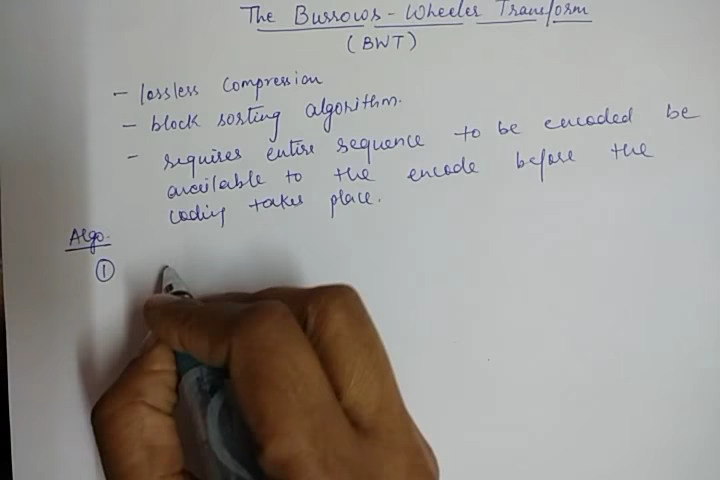 The Burrows-Wheeler Transform
(BWT)
- lossless compression
- block sorting algorithm.
- requires entire sequence to be encoded be
available to the encode before the
coding takes place.
Algo.
①